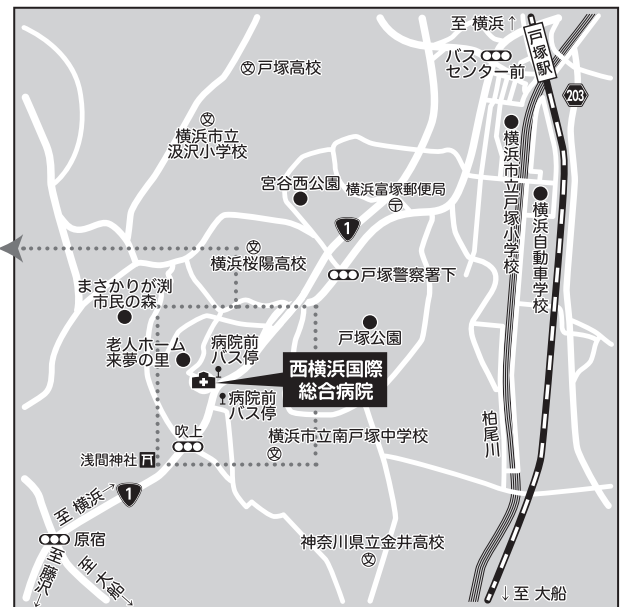 至 横浜↑
戸塚駅
バス
センター前
203
文 戸塚高校
文
横浜市立
汲沢小学校
宮谷西公園
横浜富塚郵便局
〒
1
横浜市立戸塚小学校
横浜自動車学校
文
横浜桜陽高校
戸塚警察署下
まさかりが渕
市民の森
戸塚公園
老人ホーム
来夢の里
病院前
バス停
西横浜国際
総合病院
病院前
バス停
吹上
横浜市立南戸塚中学校
文
柏尾川
浅間神社
至 横浜→
1
原宿
至 藤沢→
至 大船→
神奈川県立金井高校
文
↓至 大船